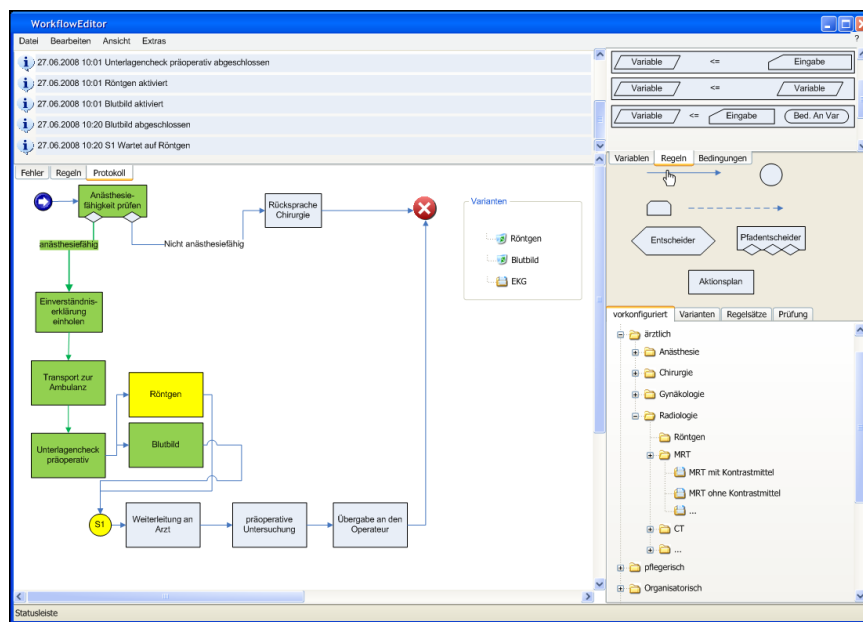 WorkflowEditor
Datei Bearbeiten Ansicht Extras ?
27.06.2008 10:01 Unterlagencheck präoperativ abgeschlossen
27.06.2008 10:01 Röntgen aktiviert
27.06.2008 10:01 Blutbild aktiviert
27.06.2008 10:20 Blutbild abgeschlossen
27.06.2008 10:20 S1 Wartet auf Röntgen
Variable <= Eingabe
Variable <= Variable
Variable <= Eingabe Bed. An Var
Fehler Regeln Protokoll
Anästhesie-
fähigkeit prüfen
Rücksprache
Chirurgie
anästhesiefähig
Nicht anästhesiefähig
Einverständnis-
erklärung
einholen
Transport zur
Ambulanz
Röntgen
Unterlagencheck
präoperativ
Blutbild
S1
Weiterleitung an
Arzt
präoperative
Untersuchung
Übergabe an den
Operateur
Varianten
Röntgen
Blutbild
EKG
Variablen Regeln Bedingungen
Entscheider
Pfadentscheider
Aktionsplan
vorkonfiguriert Varianten Regelsätze Prüfung
ärztlich
Anästhesie
Chirurgie
Gynäkologie
Radiologie
Röntgen
MRT
MRT mit Kontrastmittel
MRT ohne Kontrastmittel
...
CT
...
pflegerisch
Organisatorisch
Statusleiste